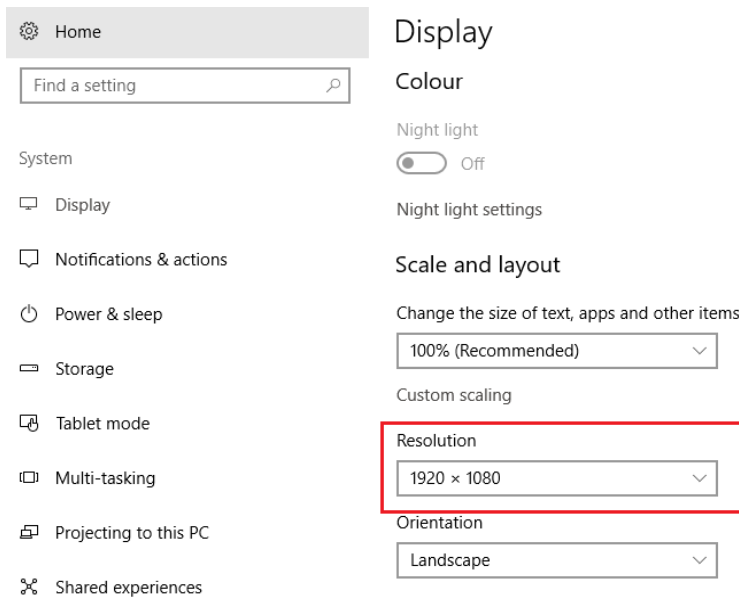 Home
Find a setting
System
Display
Notifications & actions
Power & sleep
Storage
Tablet mode
Multi-tasking
Projecting to this PC
Shared experiences
Display
Colour
Night light
Off
Night light settings
Scale and layout
Change the size of text, apps and other items
100% (Recommended)
Custom scaling
Resolution
1920 × 1080
Orientation
Landscape